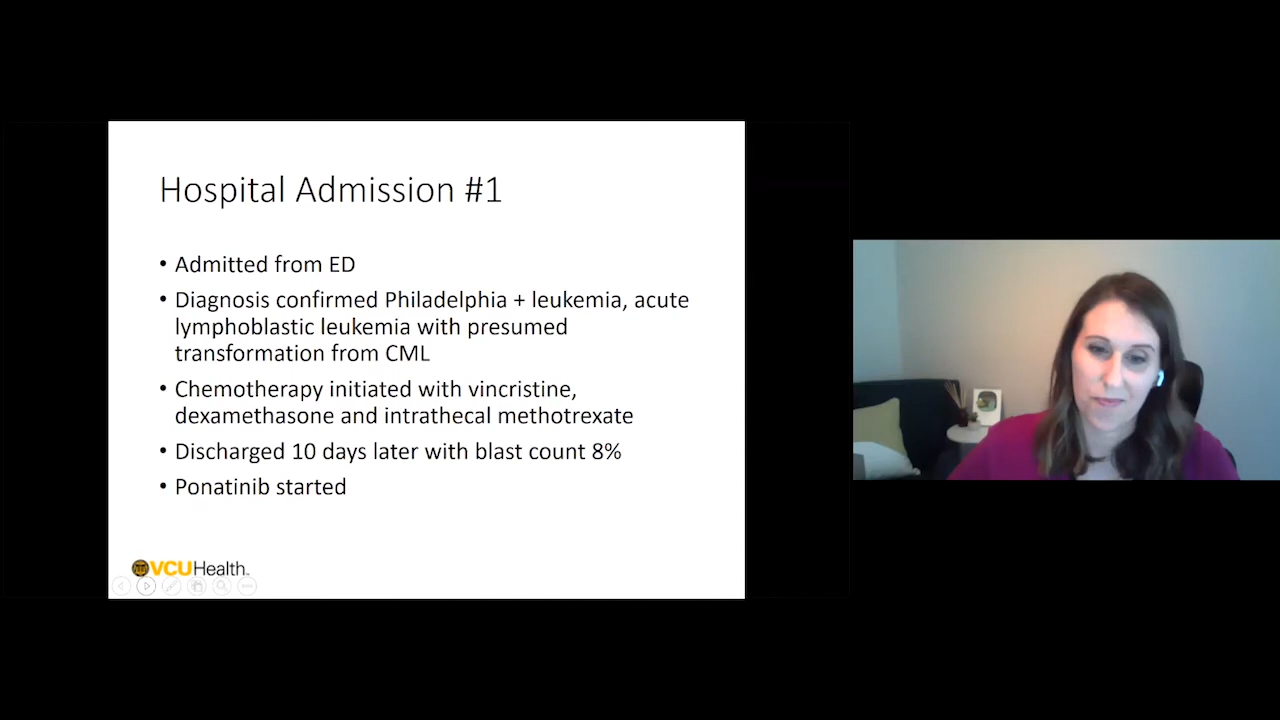 Hospital Admission #1
• Admitted from ED
• Diagnosis confirmed Philadelphia + leukemia, acute
lymphoblastic leukemia with presumed
transformation from CML
• Chemotherapy initiated with vincristine,
dexamethasone and intrathecal methotrexate
• Discharged 10 days later with blast count 8%
• Ponatinib started
VCUHealth™